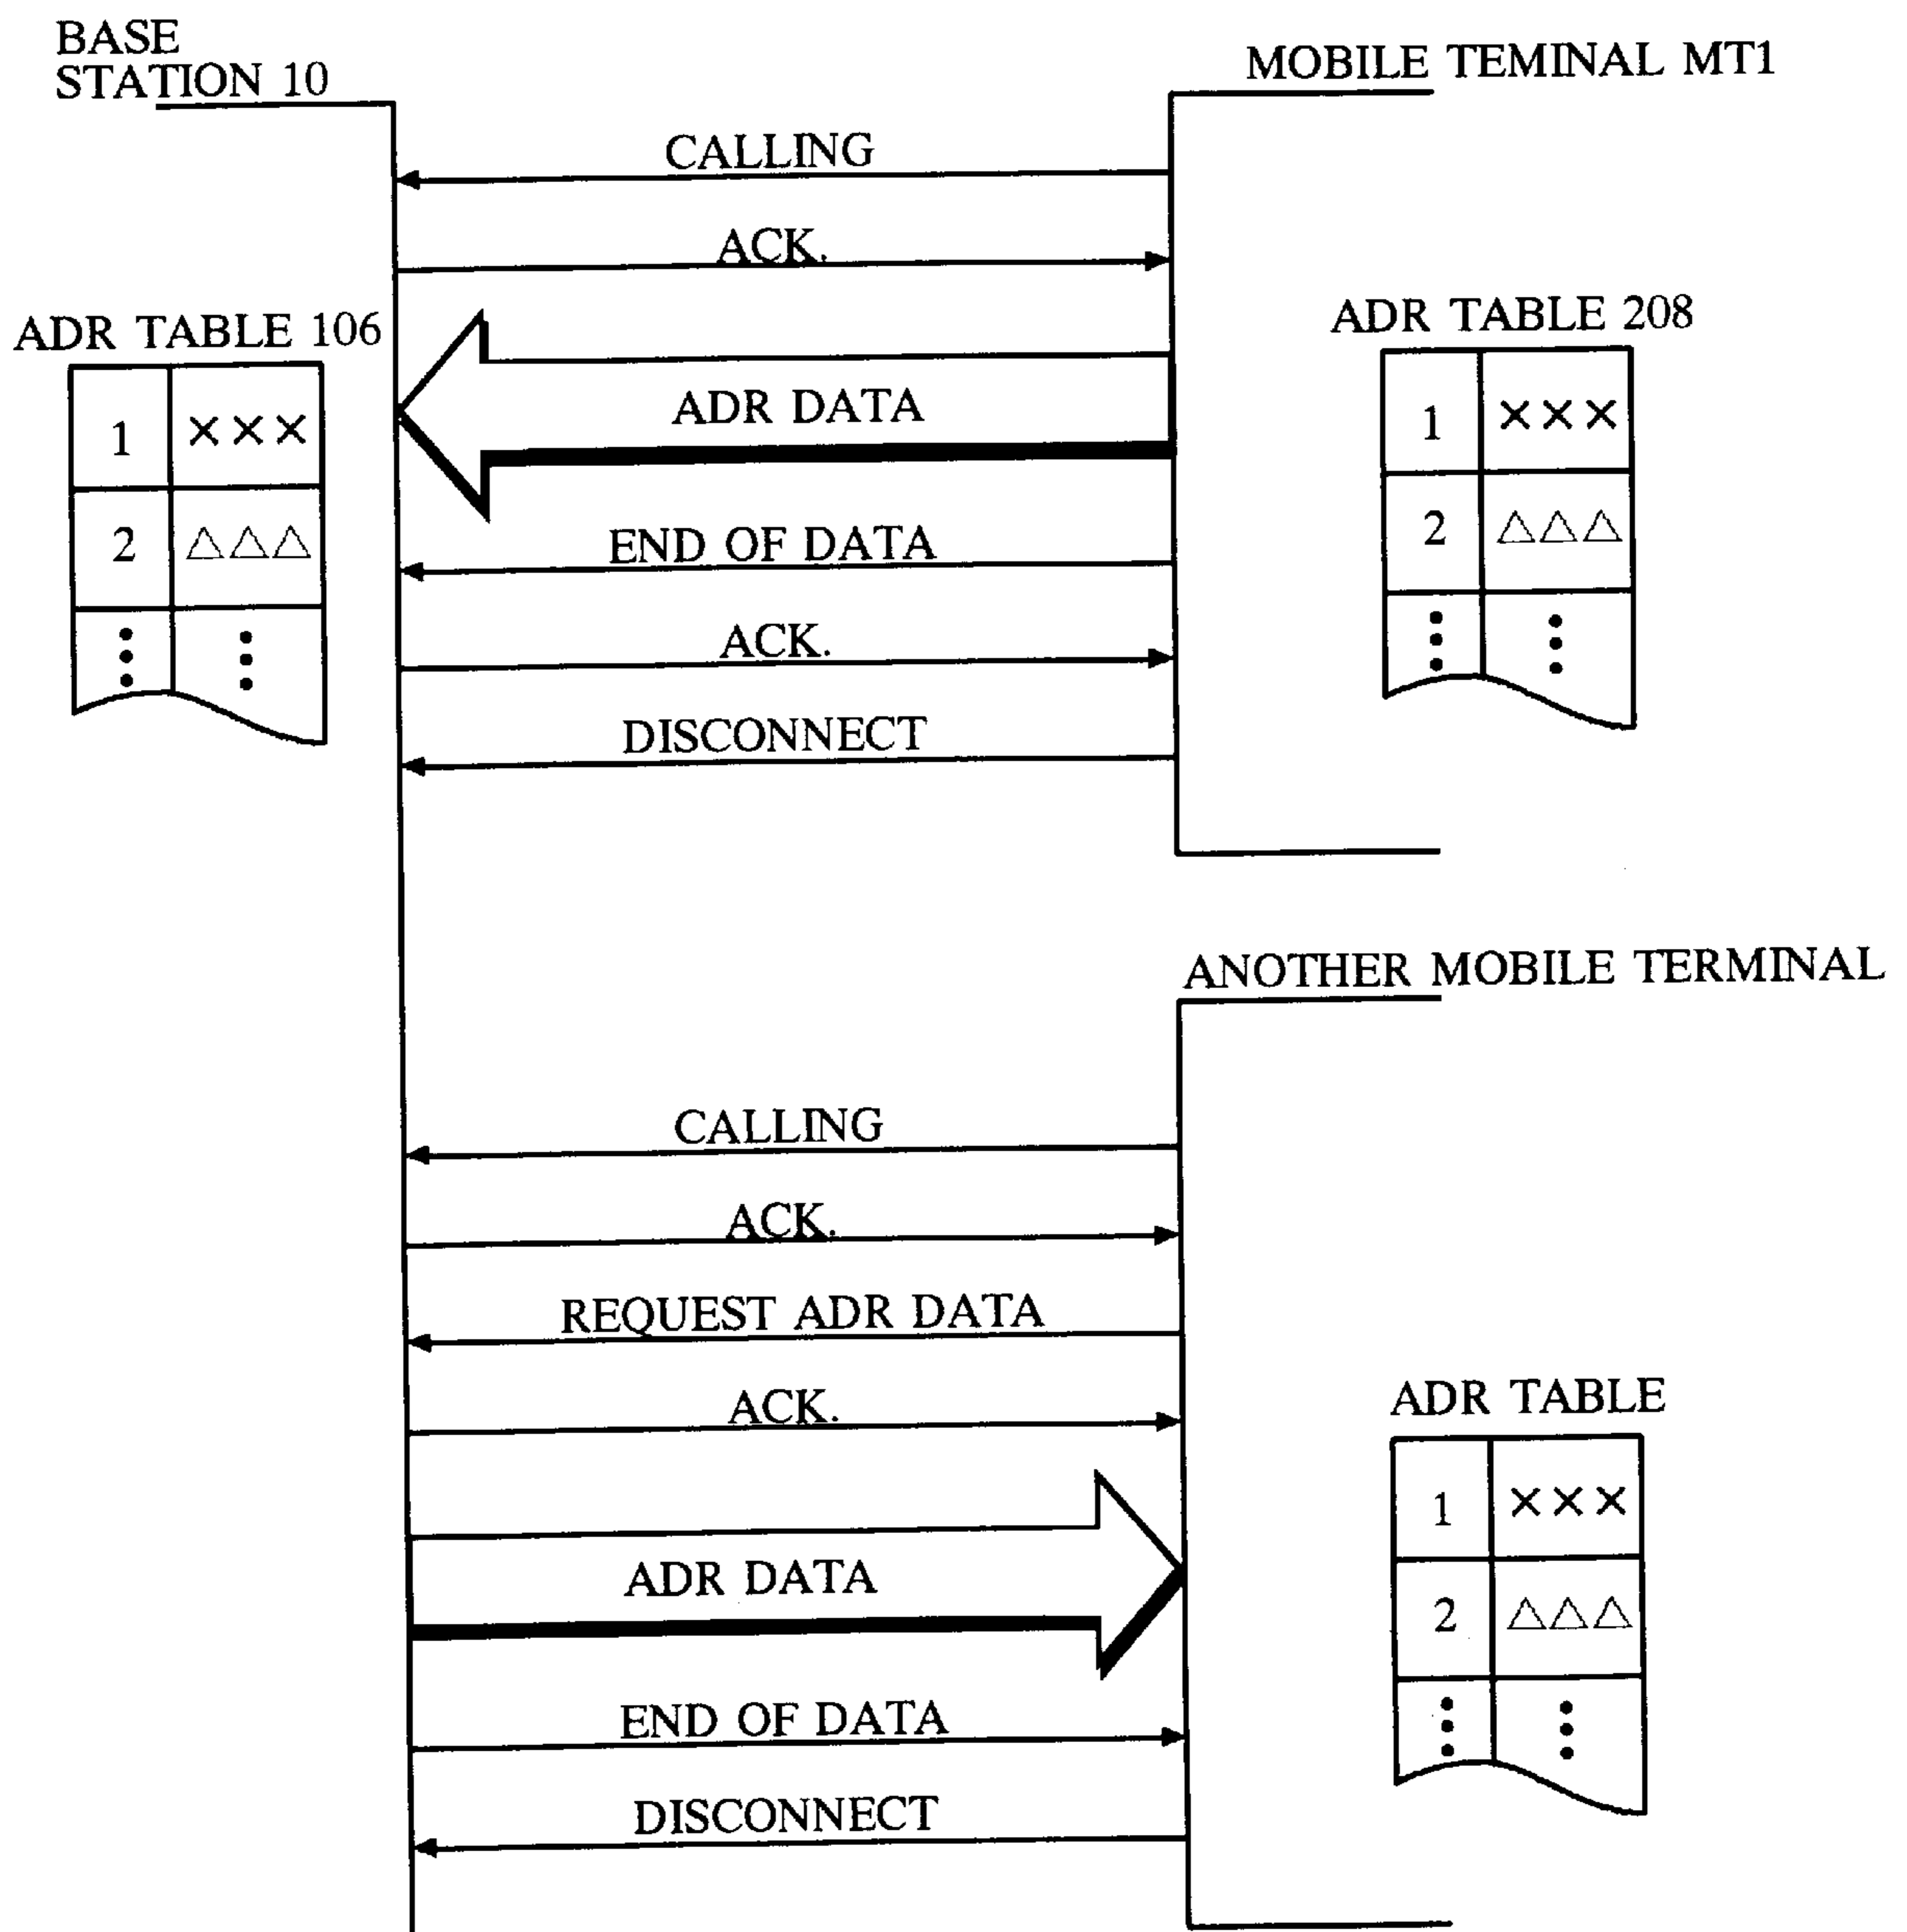 BASE
STATION 10
MOBILE TEMINAL MT1
CALLING
ACK.
ADR TABLE 106
ADR TABLE 208
1 ×××
2 △△△
ADR DATA
1 ×××
2 △△△
END OF DATA
ACK.
DISCONNECT
ANOTHER MOBILE TERMINAL
CALLING
ACK.
REQUEST ADR DATA
ACK.
ADR TABLE
1 ×××
2 △△△
ADR DATA
END OF DATA
DISCONNECT